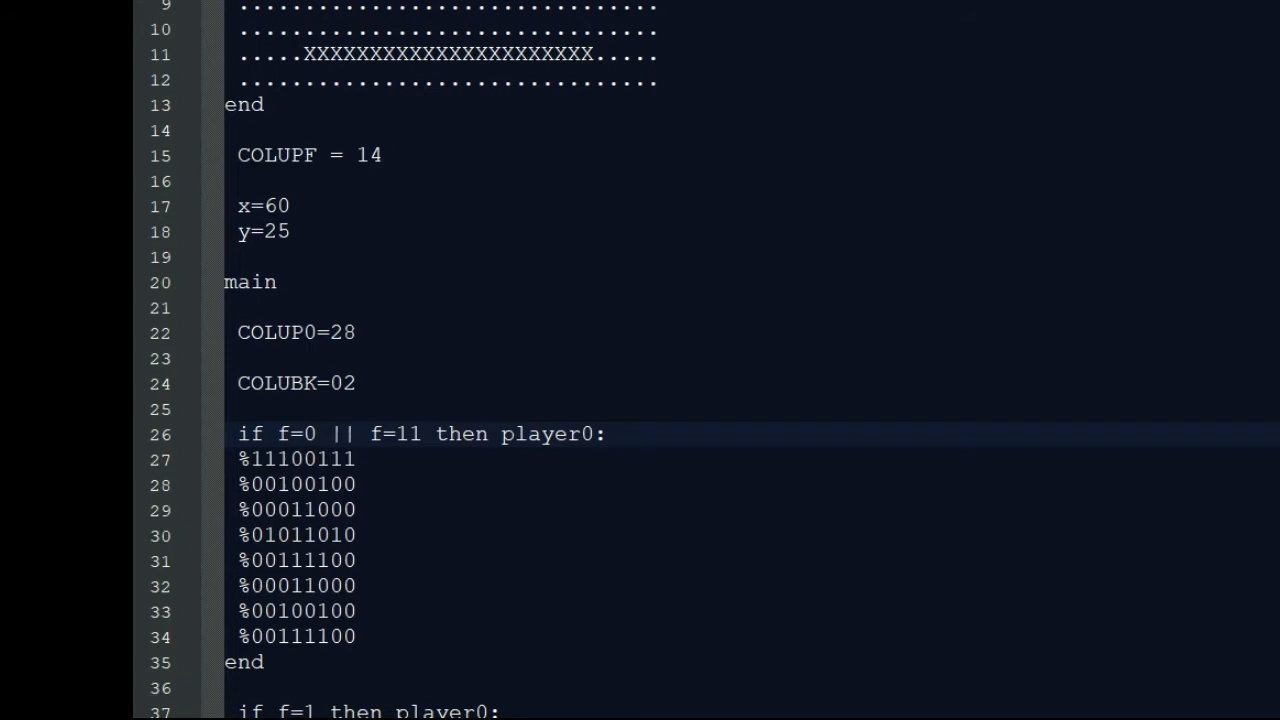 9 ................................
10 ................................
11 .....XXXXXXXXXXXXXXXXXXXXXX.....
12 ................................
13 end
14
15 COLUPF = 14
16
17 x=60
18 y=25
19
20 main
21
22 COLUP0=28
23
24 COLUBK=02
25
26 if f=0 || f=11 then player0:
27 %11100111
28 %00100100
29 %00011000
30 %01011010
31 %00111100
32 %00011000
33 %00100100
34 %00111100
35 end
36
37 if f=1 then player0: